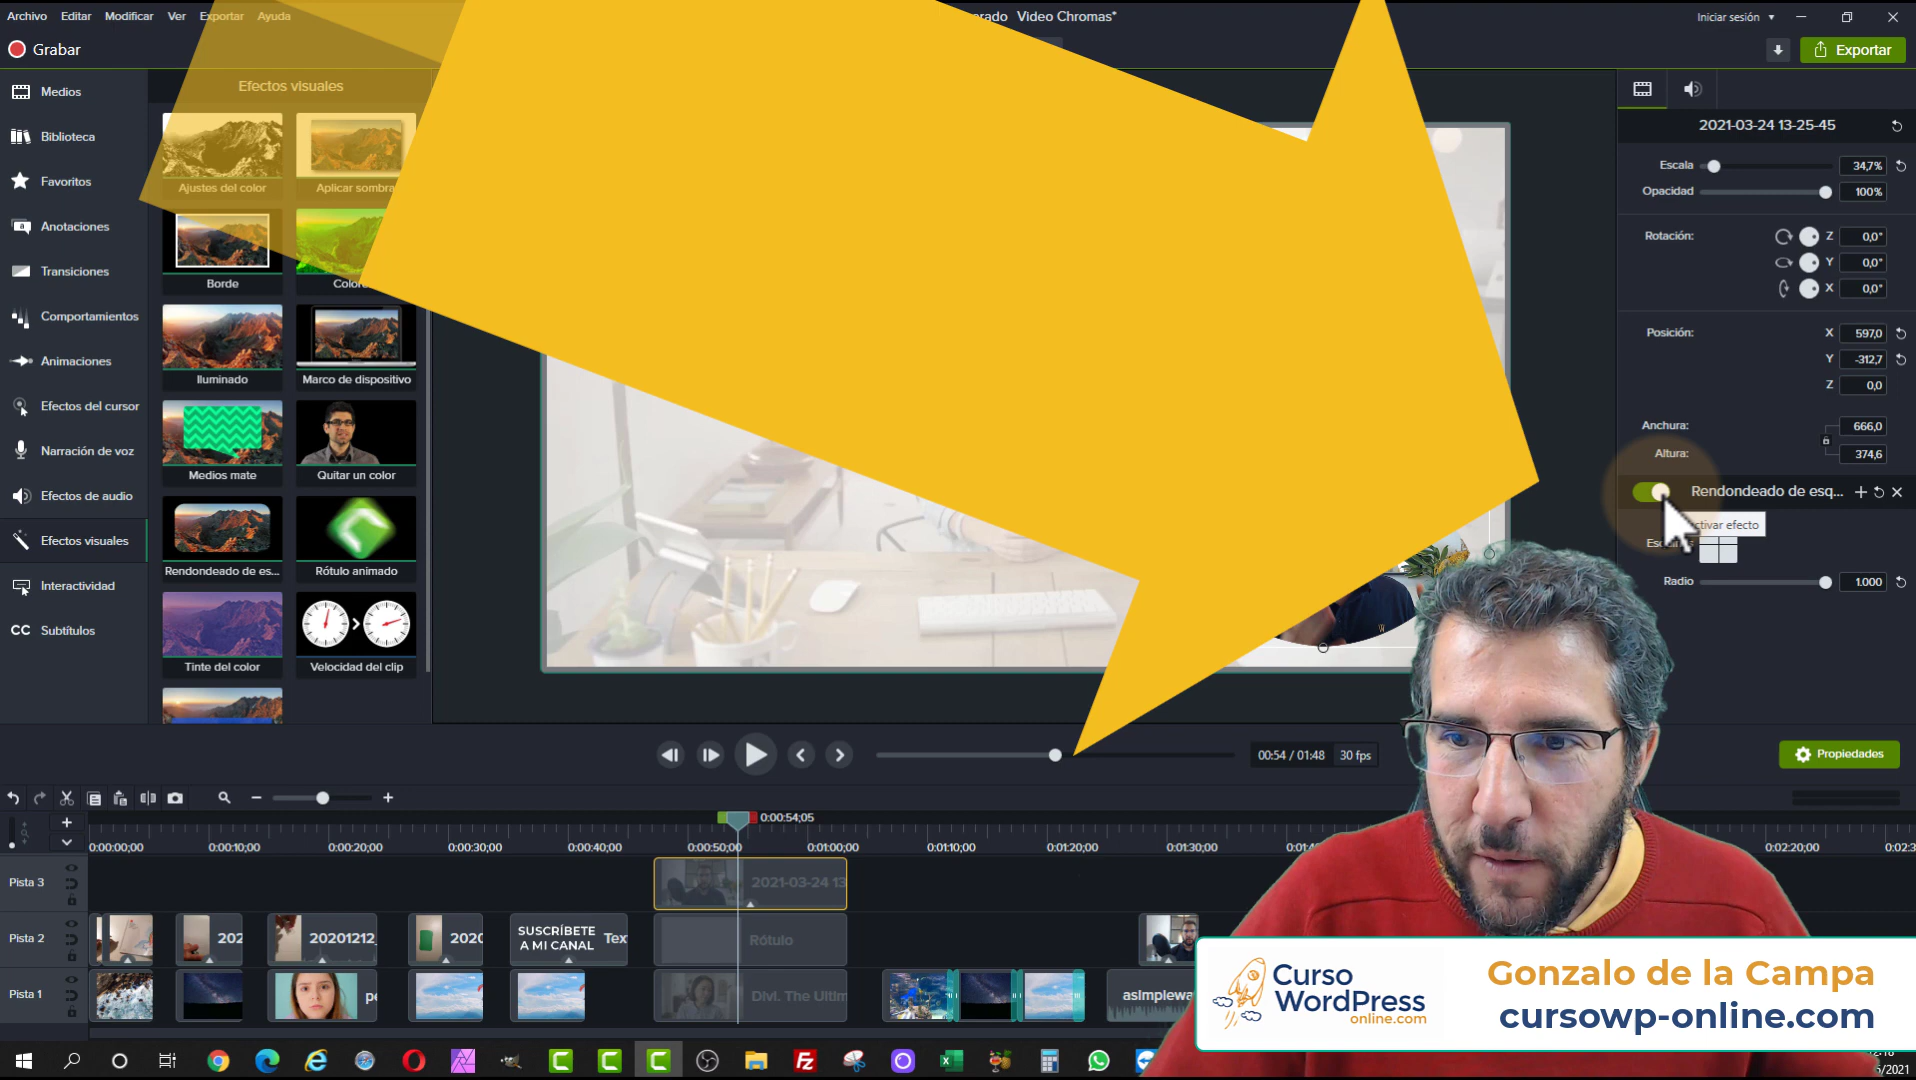 Archivo Editar Modificar Ver Exportar Ayuda
Video Chromas*
Iniciar sesión
Grabar
Exportar
Medios
Biblioteca
Favoritos
Anotaciones
Transiciones
Comportamientos
Animaciones
Efectos del cursor
Narración de voz
Efectos de audio
Efectos visuales
Interactividad
CC Subtítulos
Efectos visuales
Ajustes del color
Aplicar sombra
Borde
Iluminado
Marco de dispositivo
Medios mate
Quitar un color
Rendondeado de es...
Rótulo animado
Tinte del color
Velocidad del clip
2021-03-24 13-25-45
Escala 34,7%
Opacidad 100%
Rotación: Z 0,0°
Y 0,0°
X 0,0°
Posición: X 597,0
Y -312,7
Z 0,0
Anchura: 666,0
Altura: 374,6
Rendondeado de esq...
Radio 1.000
00:54 / 01:48 30 fps
Propiedades
0:00:54;05
0:00:00;00 0:00:10;00 0:00:20;00 0:00:30;00 0:00:40;00 0:00:50;00 0:01:00;00 0:01:10;00 0:01:20;00 0:01:30;00 0:02:20;00
Pista 3
2021-03-24 13
Pista 2
202 20201212_ 202( SUSCRÍBETE A MI CANAL Tex Rótulo
Pista 1
Divi. The Ultim
asimplewa
Curso
WordPress
online.com
Gonzalo de la Campa
cursowp-online.com